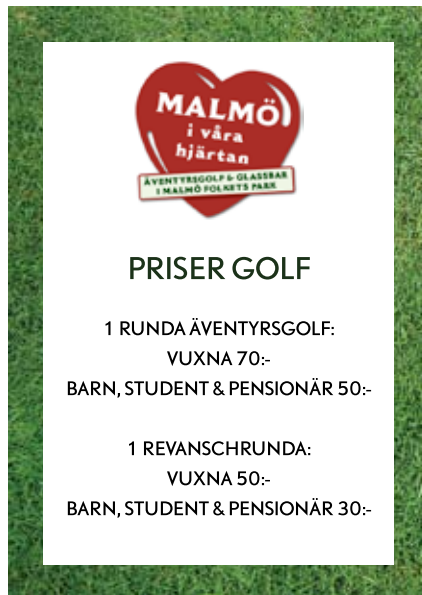 MALMÖ
i våra
hjärtan
ÄVENTYRSGOLF & GLASSBAR
I MALMÖ FOLKETS PARK
PRISER GOLF
1 RUNDA ÄVENTYRSGOLF:
VUXNA 70:-
BARN, STUDENT & PENSIONÄR 50:-
1 REVANSCHRUNDA:
VUXNA 50:-
BARN, STUDENT & PENSIONÄR 30:-